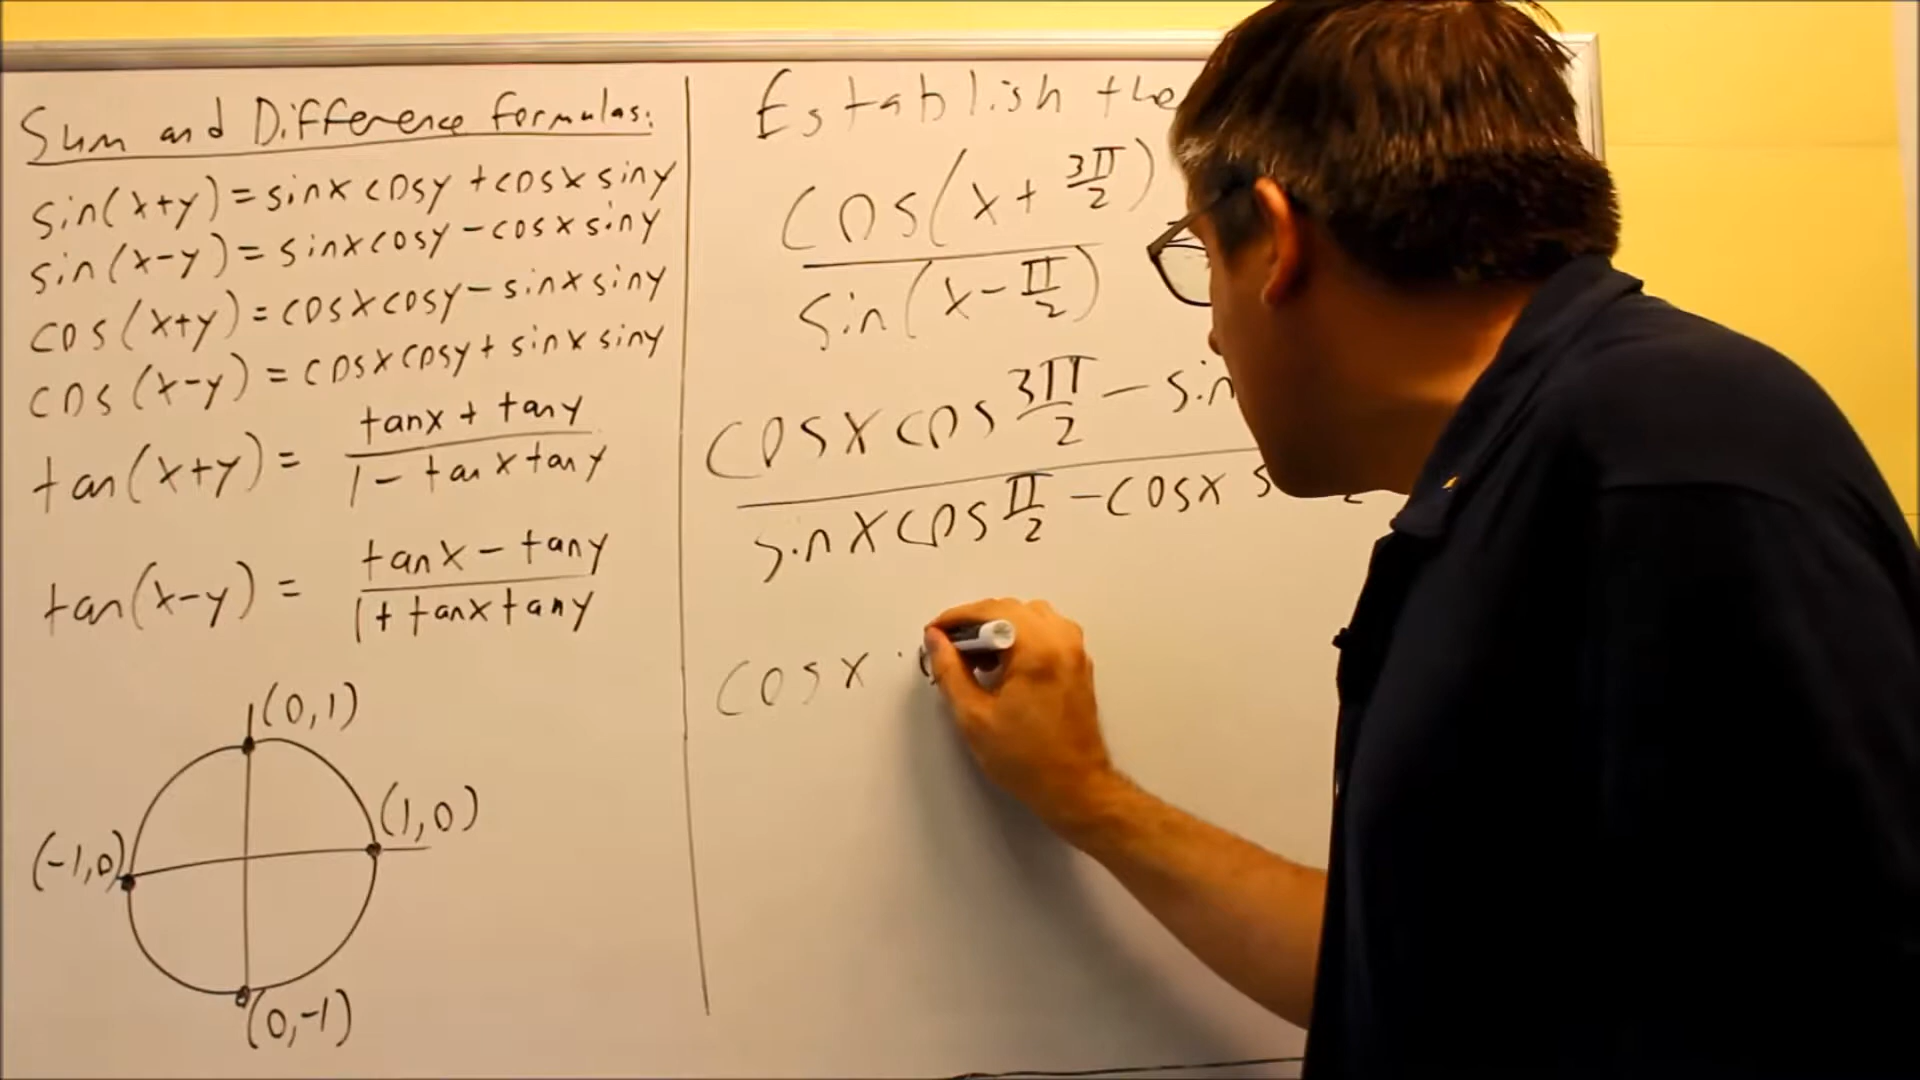 Sum and Difference formulas:
sin(x+y) = sinx cosy + cosx siny
sin(x-y) = sinx cosy - cosx siny
cos(x+y) = cosx cosy - sinx siny
cos(x-y) = cosx cosy + sinx siny
tan(x+y) = (tanx + tany)/(1 - tanx tany)
tan(x-y) = (tanx - tany)/(1 + tanx tany)
(0,1)
(1,0)
(-1,0)
(0,-1)
Establish the
cos(x + 3π/2)
sin(x - π/2)
cosx cos 3π/2 - sin
sinx cos π/2 - cosx
cosx ·